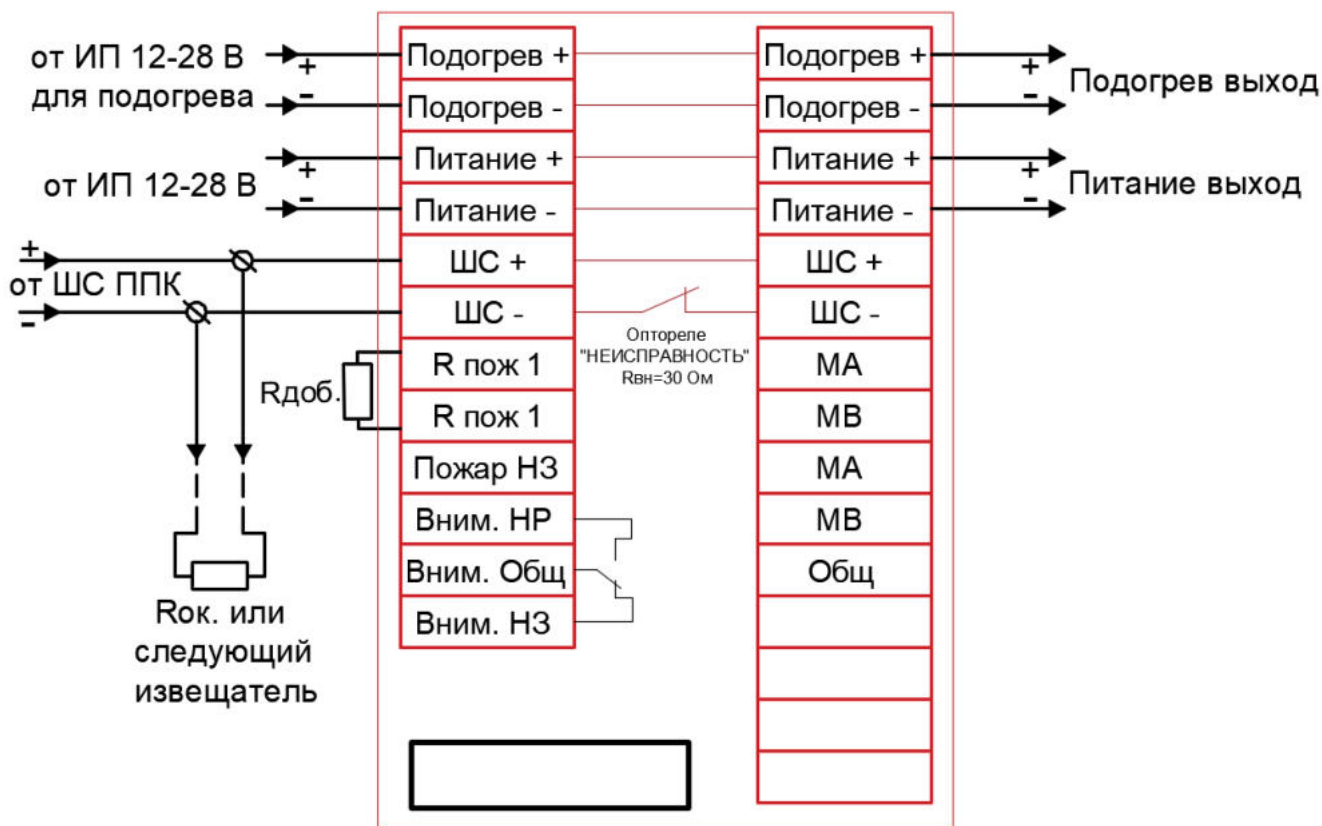 от ИП 12-28 В
для подогрева
+
-
от ИП 12-28 В
+
-
+
от ШС ППК
-
Rдоб.
Rок. или
следующий
извещатель
Подогрев +
Подогрев -
Питание +
Питание -
ШС +
ШС -
R пож 1
R пож 1
Пожар НЗ
Вним. НР
Вним. Общ
Вним. НЗ
Оптореле
"НЕИСПРАВНОСТЬ"
Rвн=30 Ом
Подогрев +
Подогрев -
Питание +
Питание -
ШС +
ШС -
МА
МВ
МА
МВ
Общ
+
-
Подогрев выход
+
-
Питание выход